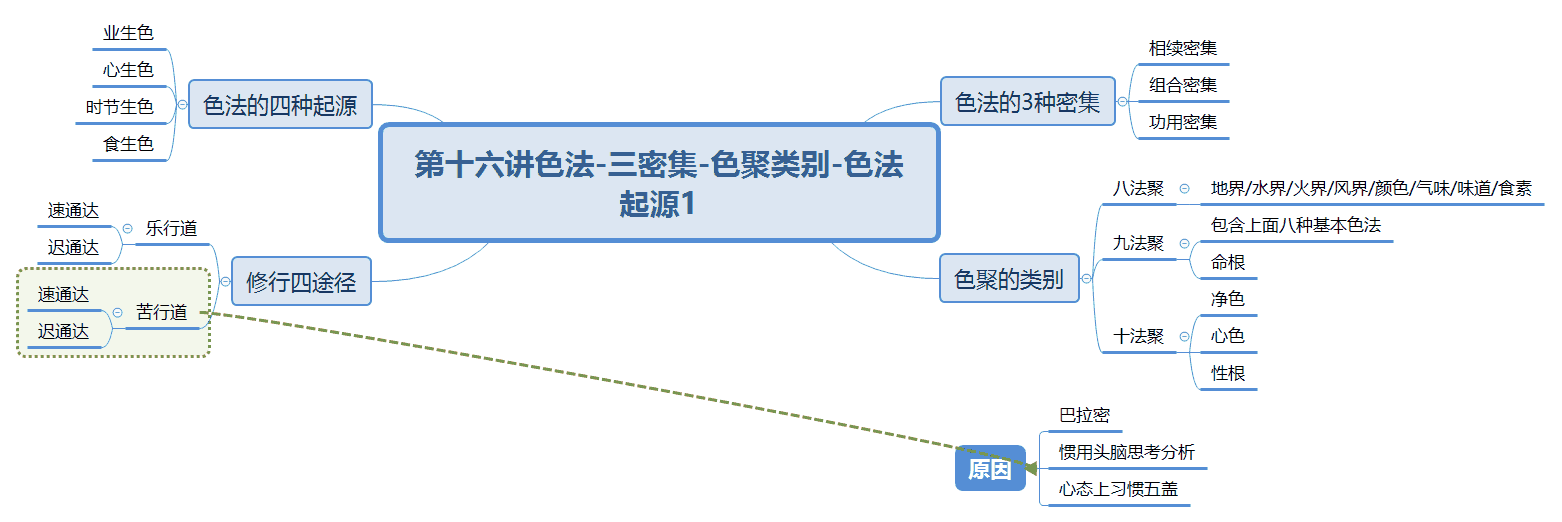 第十六讲色法-三密集-色聚类别-色法
起源1
色法的3种密集
相续密集
组合密集
功用密集
色聚的类别
八法聚
地界/水界/火界/风界/颜色/气味/味道/食素
九法聚
包含上面八种基本色法
命根
十法聚
净色
心色
性根
色法的四种起源
业生色
心生色
时节生色
食生色
修行四途径
乐行道
速通达
迟通达
苦行道
速通达
迟通达
原因
巴拉密
惯用头脑思考分析
心态上习惯五盖